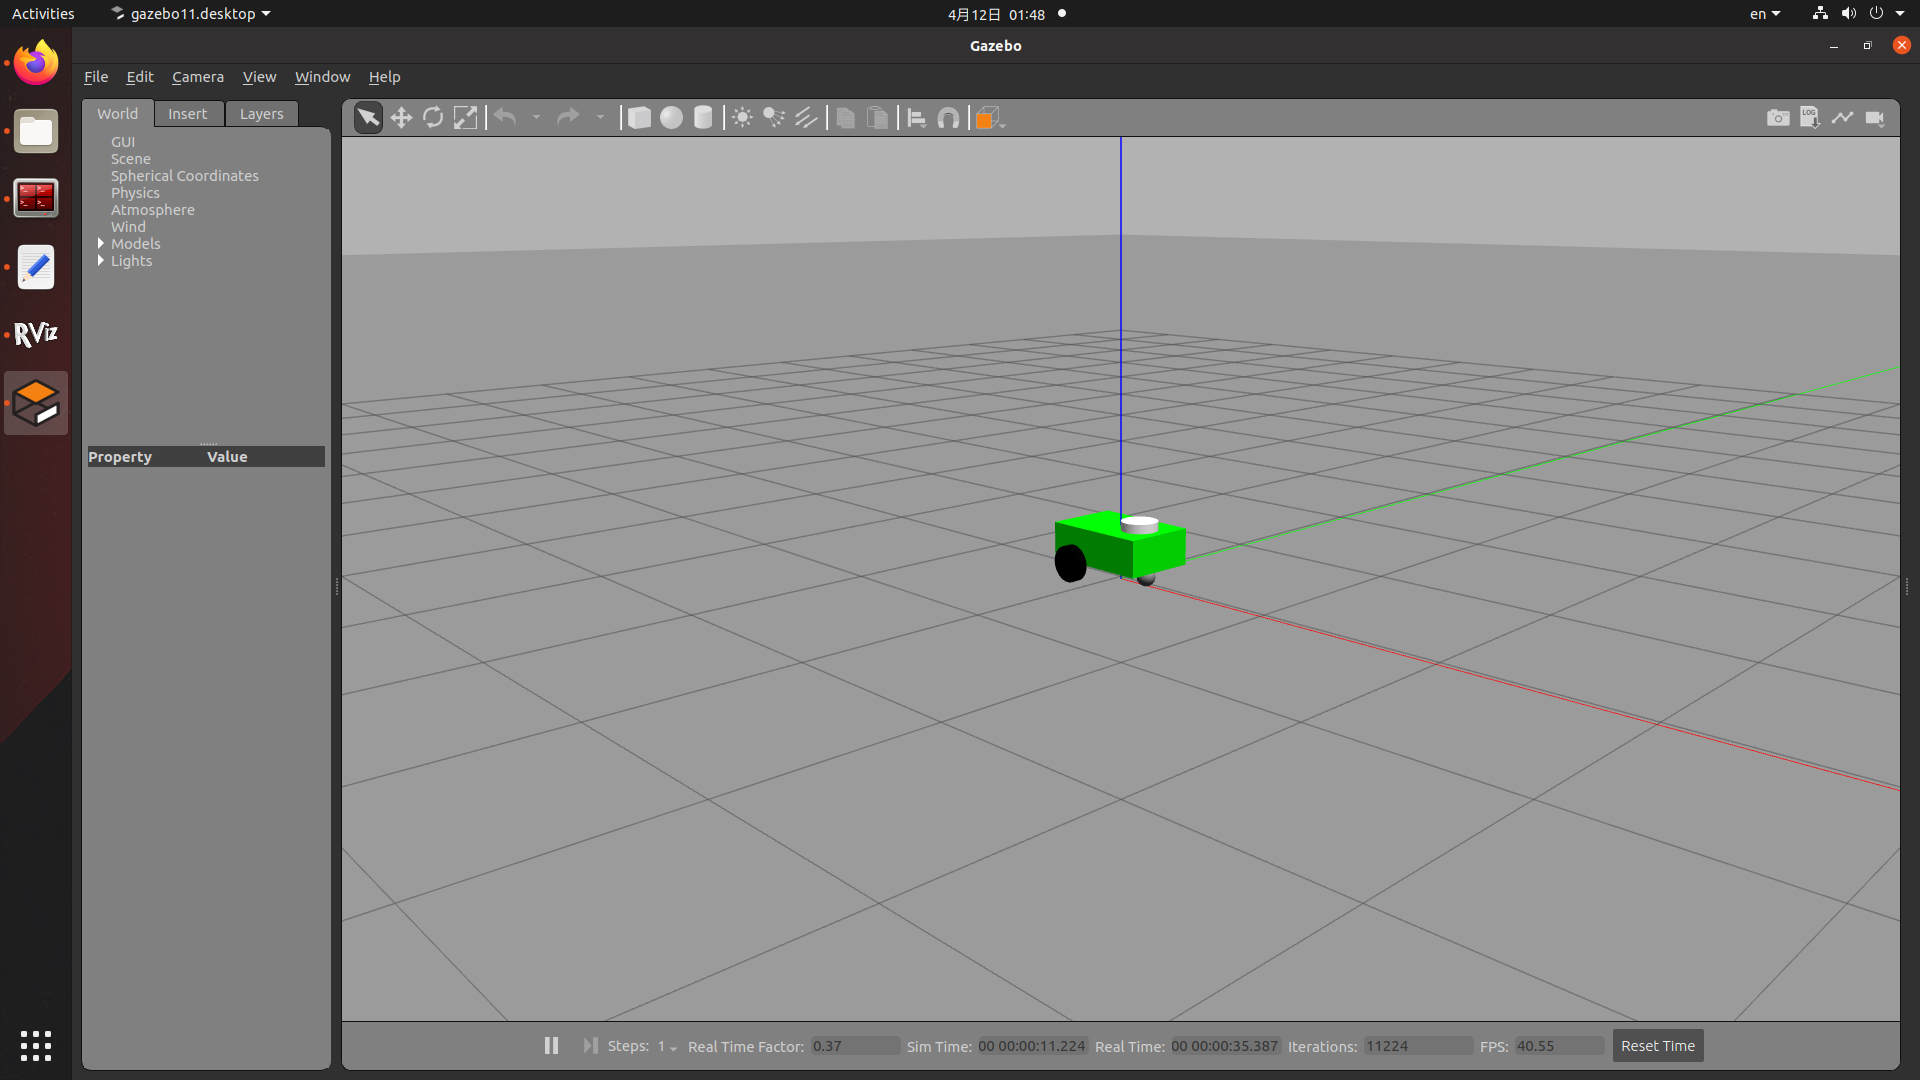 Activities gazebo11.desktop 4月12日 01:48 en
Gazebo
File Edit Camera View Window Help
World Insert Layers
LOG
GUI
Scene
Spherical Coordinates
Physics
Atmosphere
Wind
Models
Lights
RViz
Property Value
Steps: 1 Real Time Factor: 0.37 Sim Time: 00 00:00:11.224 Real Time: 00 00:00:35.387 Iterations: 11224 FPS: 40.55 Reset Time